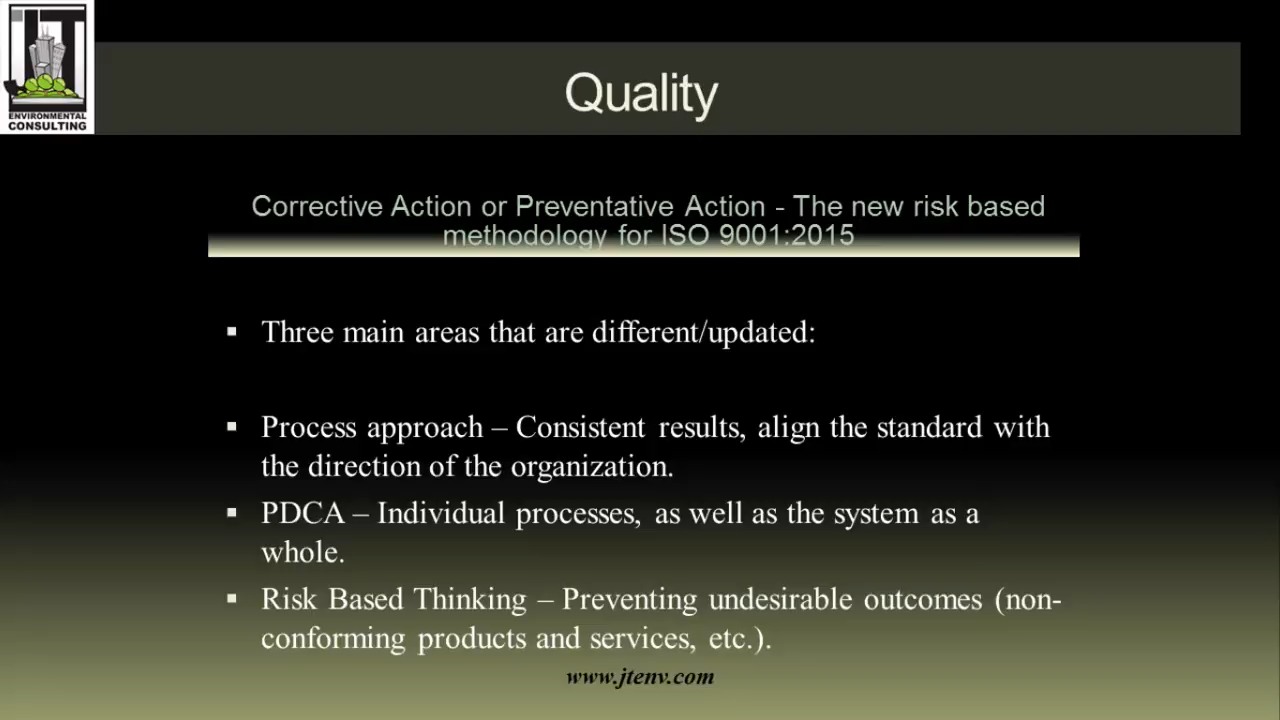 JT
ENVIRONMENTAL
CONSULTING
Quality
Corrective Action or Preventative Action - The new risk based
methodology for ISO 9001:2015
▪ Three main areas that are different/updated:
▪ Process approach – Consistent results, align the standard with
the direction of the organization.
▪ PDCA – Individual processes, as well as the system as a
whole.
▪ Risk Based Thinking – Preventing undesirable outcomes (non-
conforming products and services, etc.).
www.jtenv.com